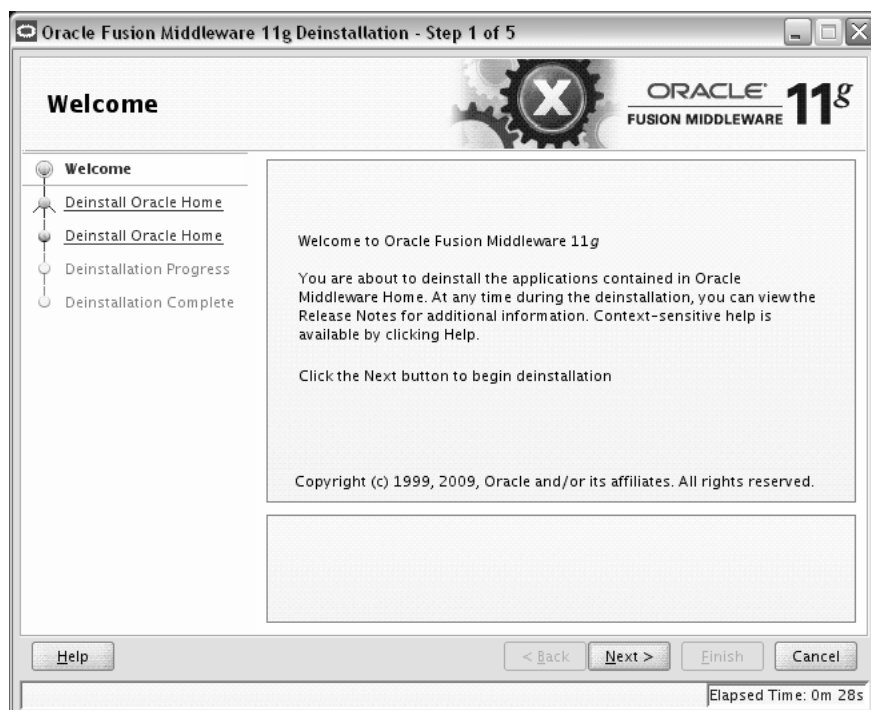 Oracle Fusion Middleware 11g Deinstallation - Step 1 of 5
Welcome
X
ORACLE®
FUSION MIDDLEWARE
11g
Welcome
Deinstall Oracle Home
Deinstall Oracle Home
Deinstallation Progress
Deinstallation Complete
Welcome to Oracle Fusion Middleware 11g
You are about to deinstall the applications contained in Oracle
Middleware Home. At any time during the deinstallation, you can view the
Release Notes for additional information. Context-sensitive help is
available by clicking Help.
Click the Next button to begin deinstallation
Copyright (c) 1999, 2009, Oracle and/or its affiliates. All rights reserved.
Help
< Back
Next >
Finish
Cancel
Elapsed Time: 0m 28s